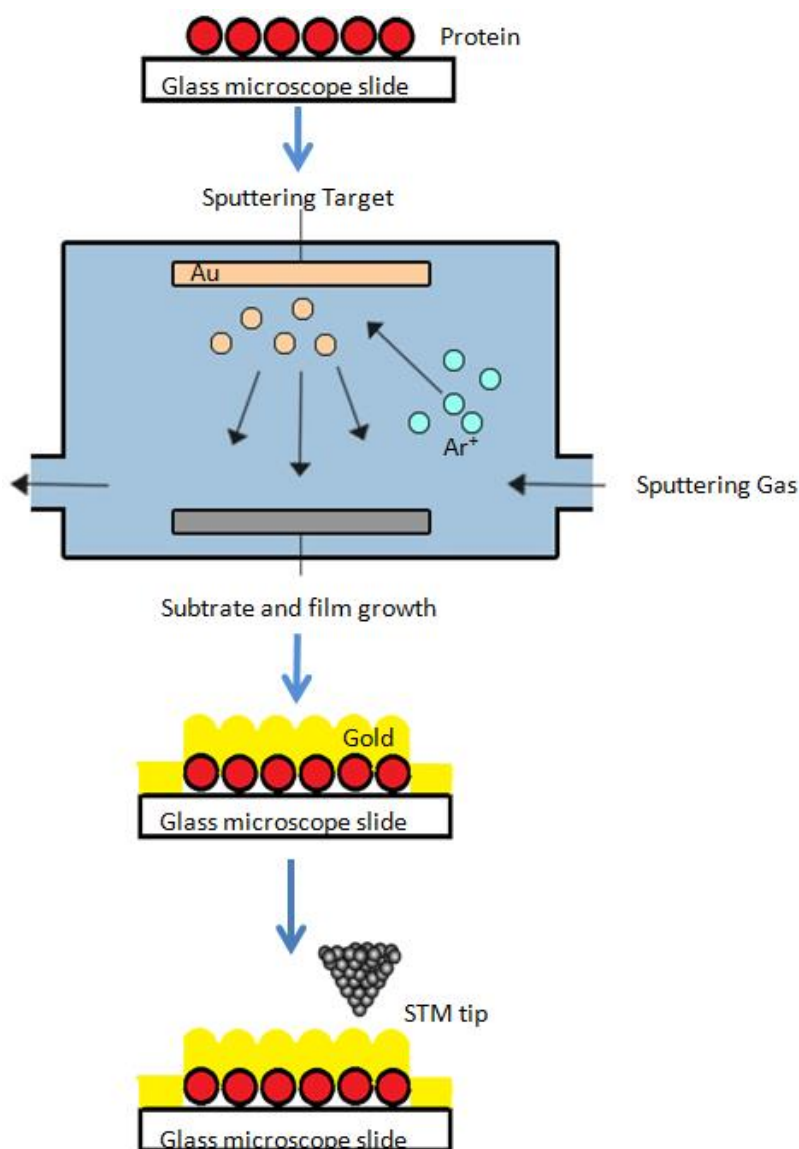 Protein
Glass microscope slide
Sputtering Target
Au
Ar⁺
Sputtering Gas
Subtrate and film growth
Gold
Glass microscope slide
STM tip
Glass microscope slide